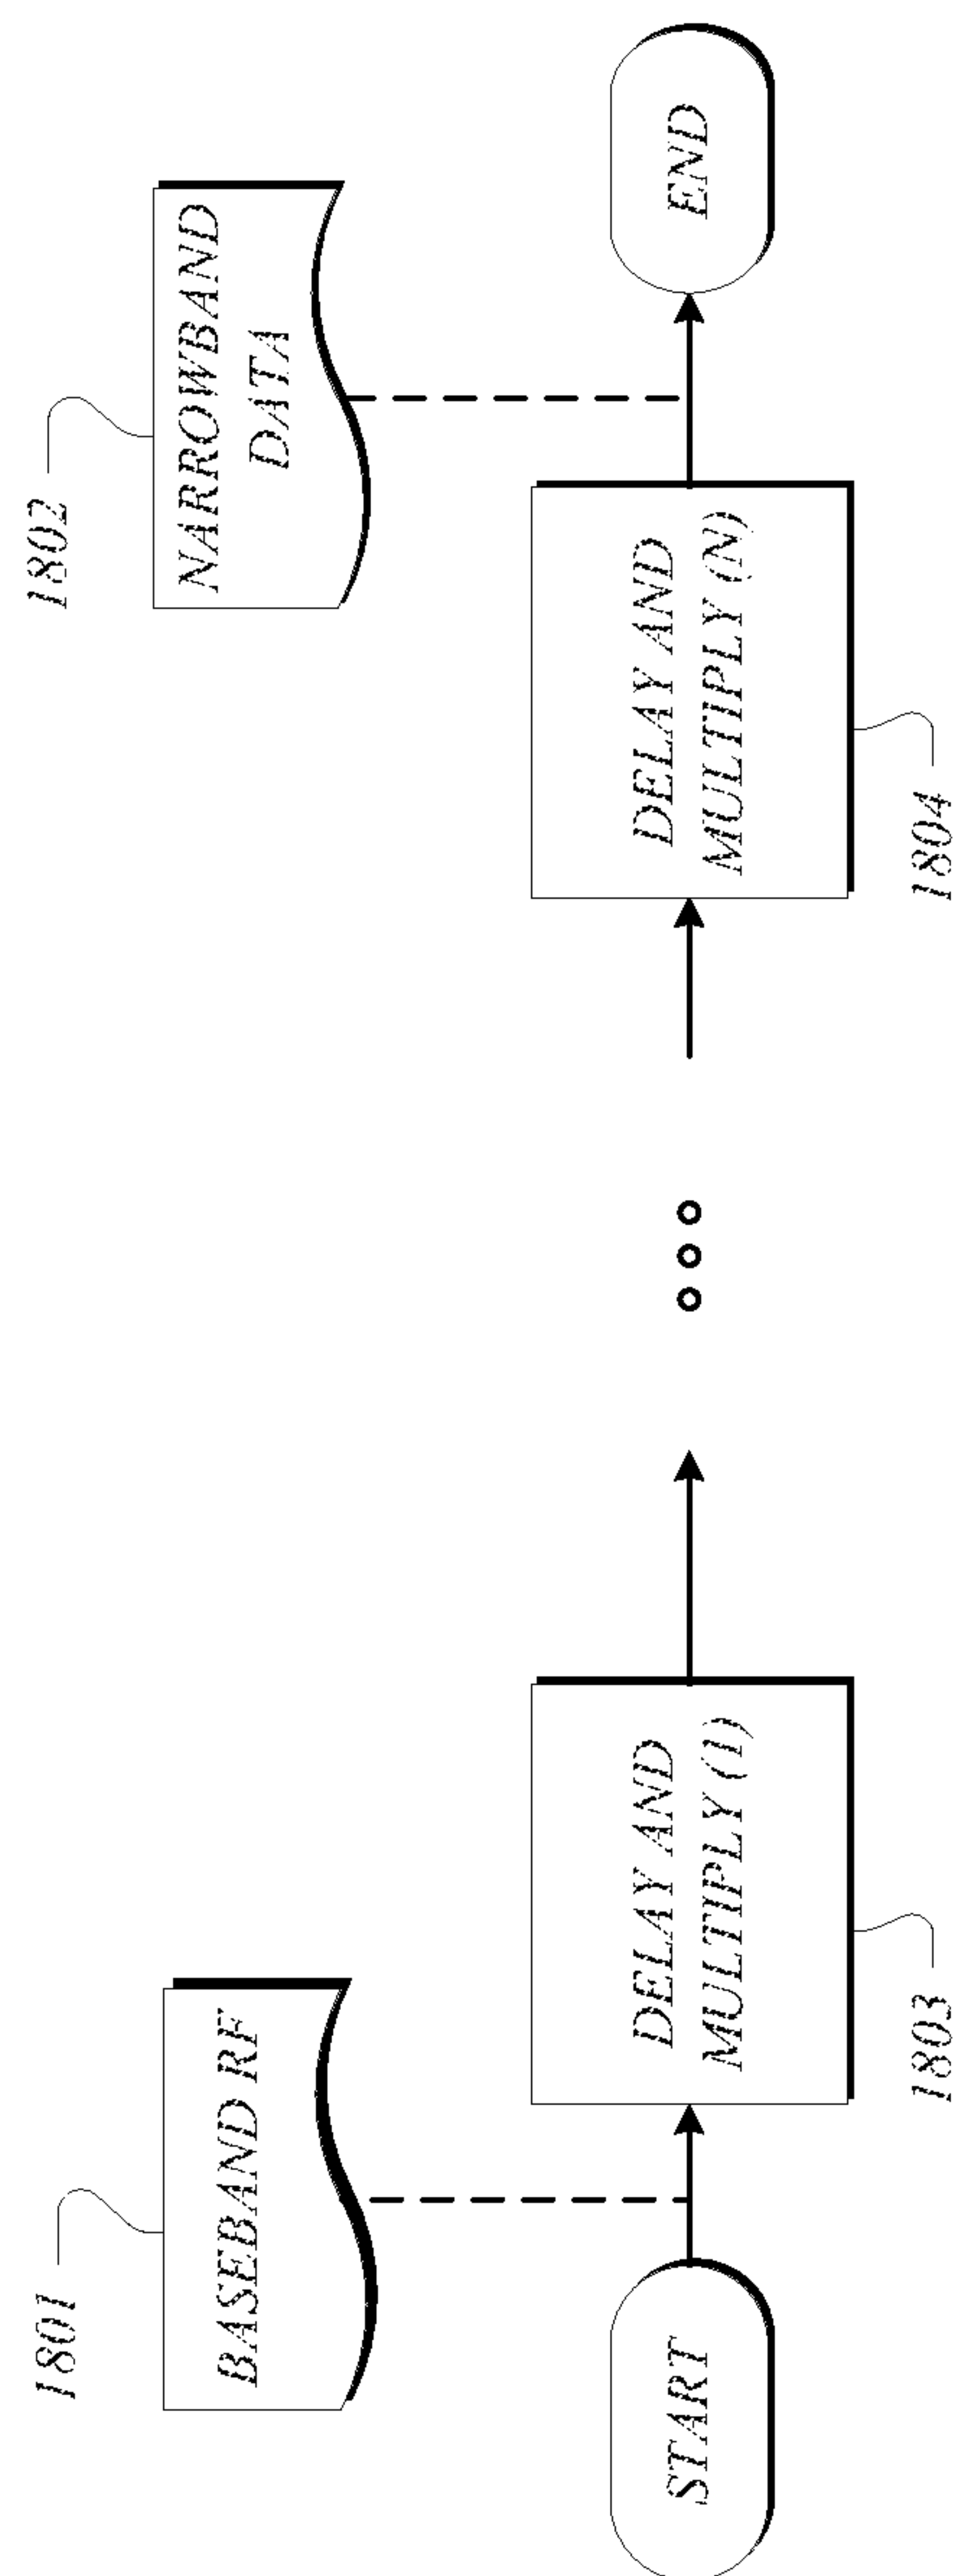 1801
BASEBAND RF
1802
NARROWBAND
DATA
START
DELAY AND
MULTIPLY (1)
1803
DELAY AND
MULTIPLY (N)
1804
END